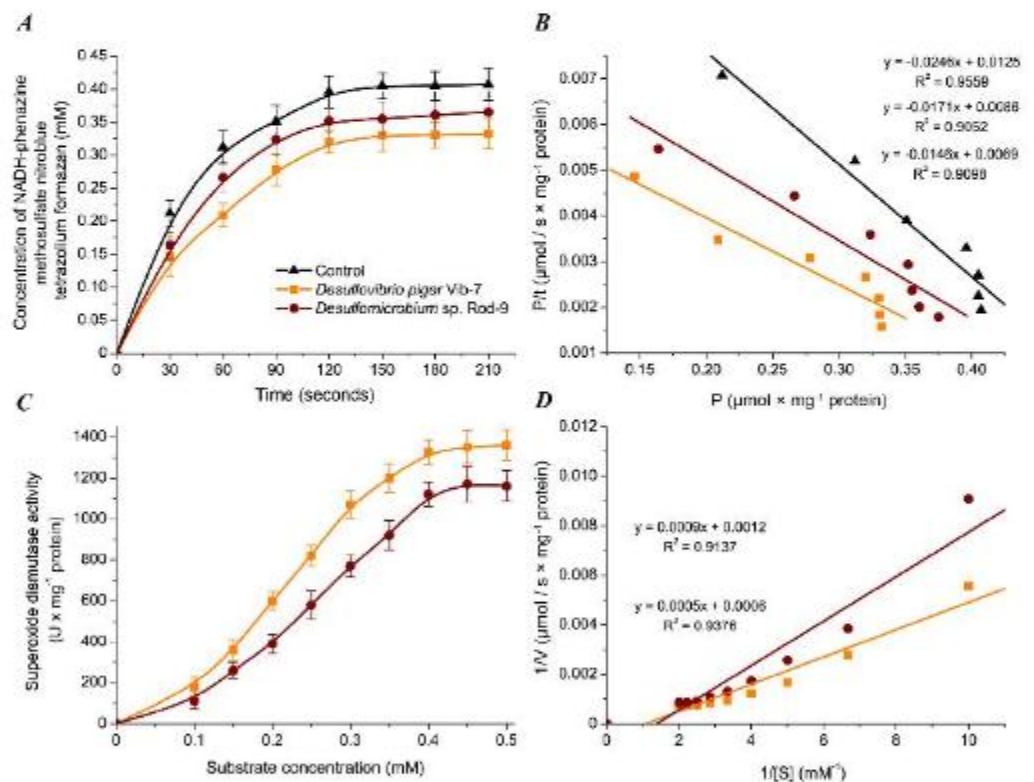 A
Concentration of NADH-phenazine
methosulfate nitroblue
tetrazolium formazan (mM)
0.45
0.40
0.35
0.30
0.25
0.20
0.15
0.10
0.05
0
Control
Desulfovibrio piger Vib-7
Desulfomicrobium sp. Rod-9
0 30 60 90 120 150 180 210
Time (seconds)
B
P/t (µmol / s × mg⁻¹ protein)
0.007
0.006
0.005
0.004
0.003
0.002
0.001
y = -0.0246x + 0.0125
R² = 0.9559
y = -0.0171x + 0.0086
R² = 0.9052
y = -0.0146x + 0.0069
R² = 0.9098
0.15 0.20 0.25 0.30 0.35 0.40
P (µmol × mg⁻¹ protein)
C
Superoxide dismutase activity
(U × mg⁻¹ protein)
1400
1200
1000
800
600
400
200
0
0 0.1 0.2 0.3 0.4 0.5
Substrate concentration (mM)
D
1/V (µmol / s × mg⁻¹ protein)
0.012
0.010
0.008
0.006
0.004
0.002
0
y = 0.0009x + 0.0012
R² = 0.9137
y = 0.0005x + 0.0006
R² = 0.9376
0 2 4 6 8 10
1/[S] (mM⁻¹)